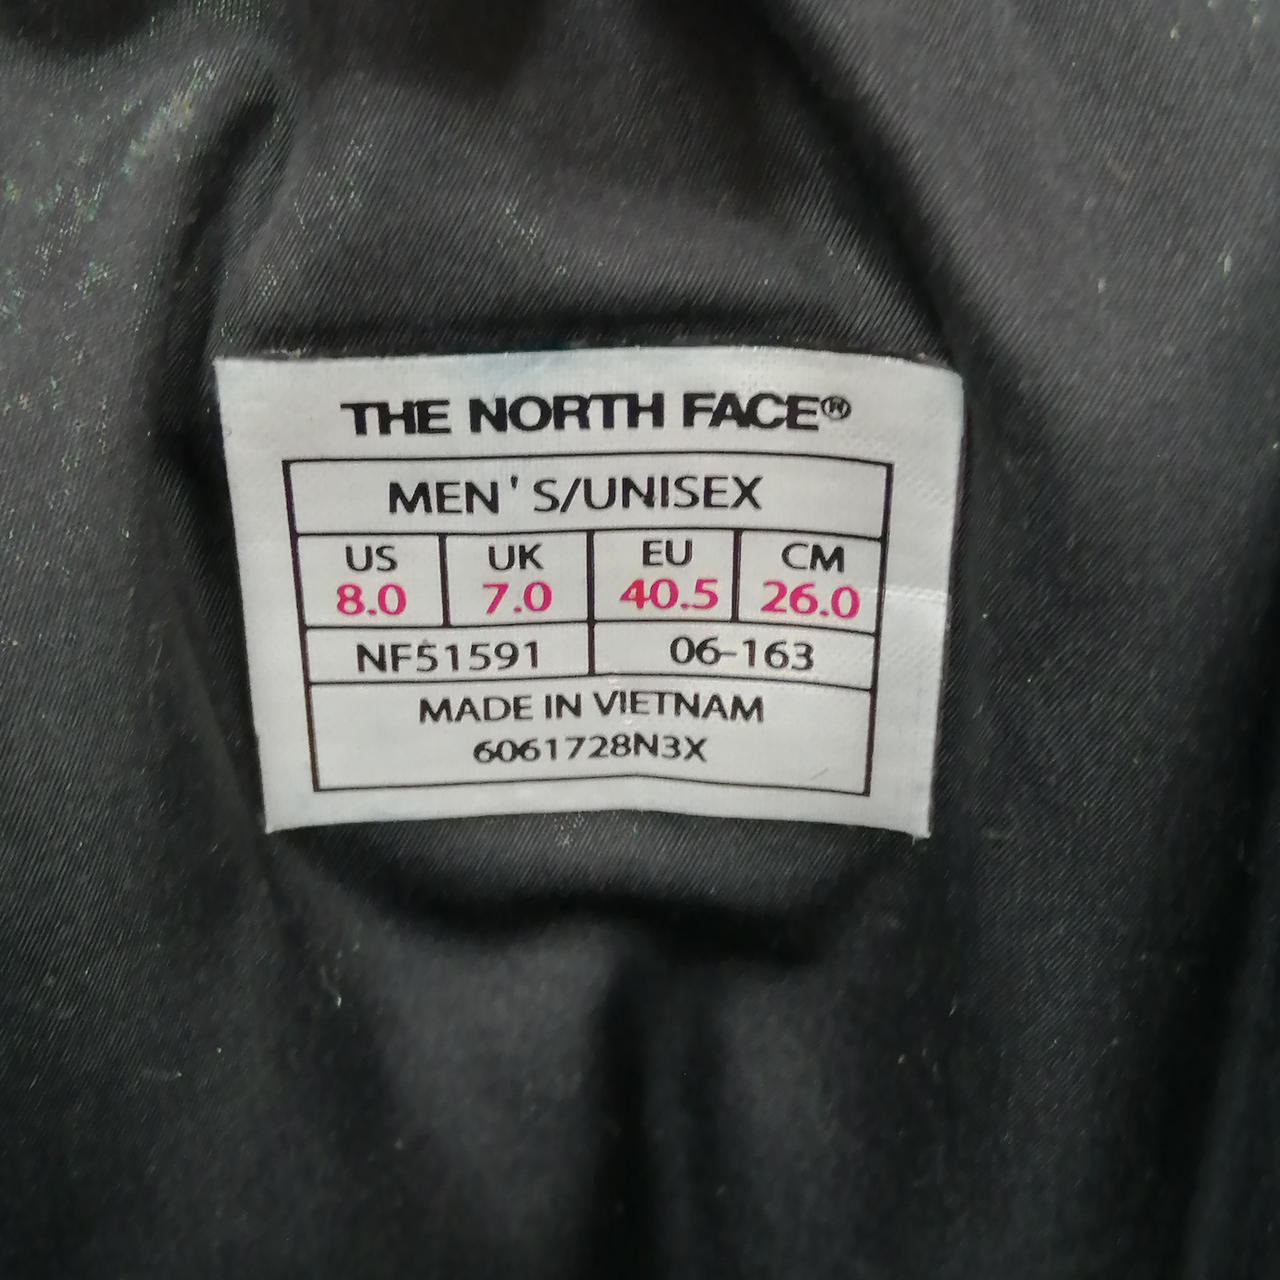 THE NORTH FACE®
MEN'S/UNISEX
US UK EU CM
8.0 7.0 40.5 26.0
NF51591 06-163
MADE IN VIETNAM
6061728N3X